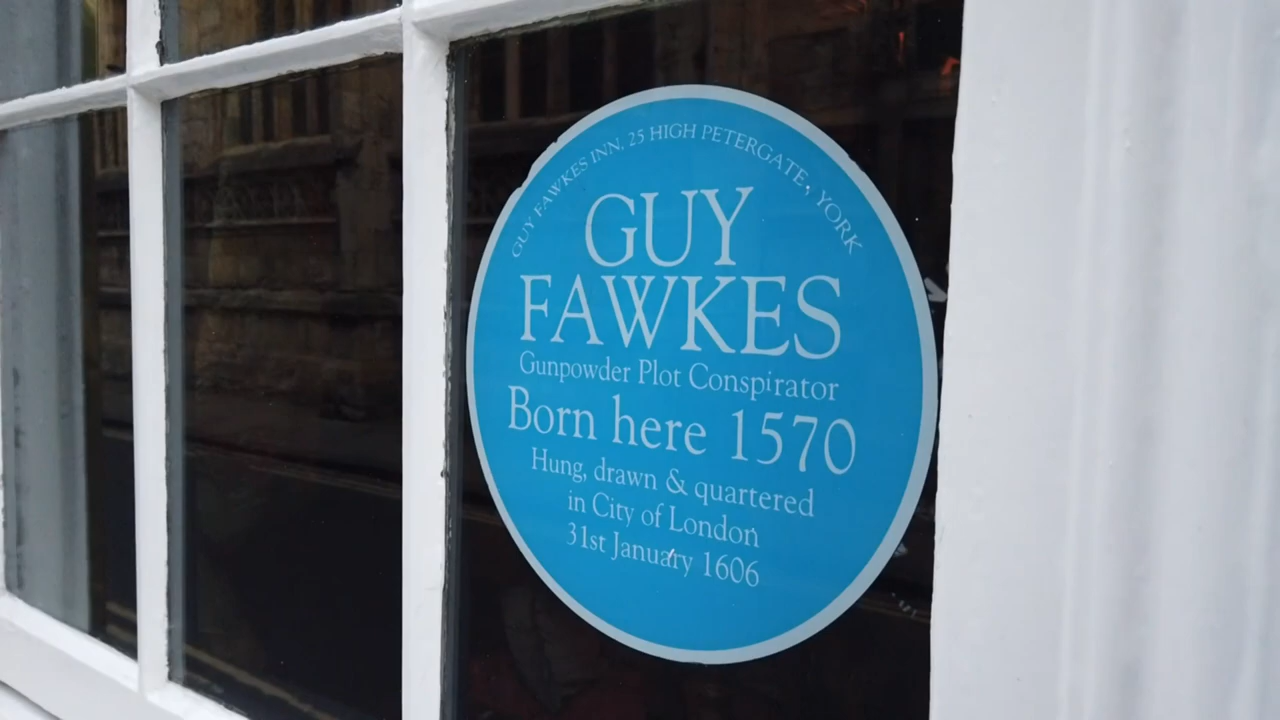 GUY FAWKES INN, 25 HIGH PETERGATE, YORK
GUY
FAWKES
Gunpowder Plot Conspirator
Born here 1570
Hung, drawn & quartered
in City of London
31st January 1606